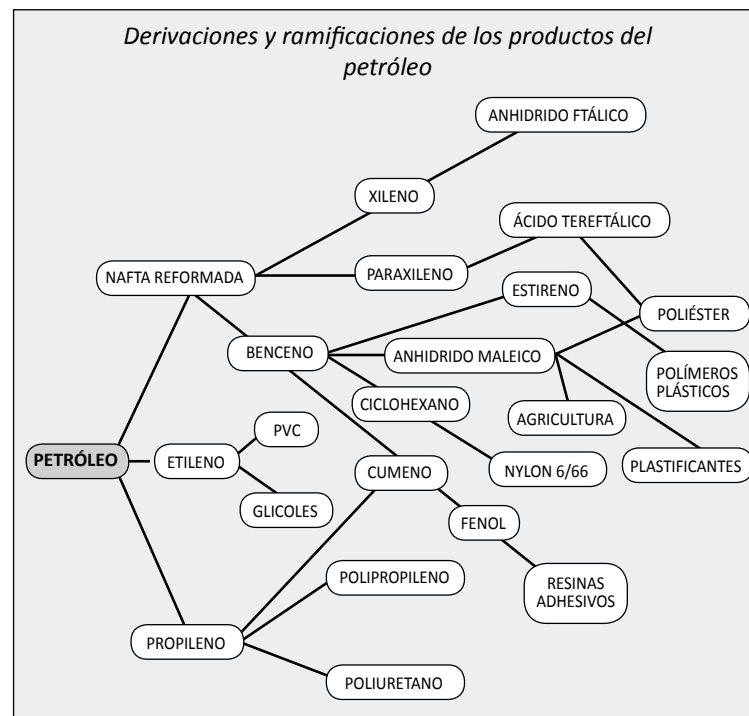 Derivaciones y ramificaciones de los productos del
petróleo
ANHIDRIDO FTÁLICO
XILENO
ÁCIDO TEREFTÁLICO
NAFTA REFORMADA
PARAXILENO
ESTIRENO
POLIÉSTER
BENCENO
ANHIDRIDO MALEICO
POLÍMEROS
PLÁSTICOS
CICLOHEXANO
AGRICULTURA
PVC
PETRÓLEO
ETILENO
CUMENO
NYLON 6/66
PLASTIFICANTES
GLICOLES
FENOL
POLIPROPILENO
RESINAS
ADHESIVOS
PROPILENO
POLIURETANO